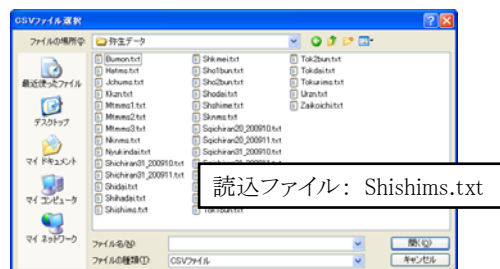 CSVファイル選択
ファイルの場所(I):
弥生データ
最近使ったファイル
デスクトップ
マイ ドキュメント
マイ コンピュータ
マイ ネットワーク
Bumon.txt
Hatms.txt
Jchums.txt
Kkzn.txt
Mtmms1.txt
Mtmms2.txt
Mtmms3.txt
Nknms.txt
Nyukindai.txt
Shichiran31_200910.txt
Shichiran31_200911.txt
Shidai.txt
Shihadai.txt
Shishims.txt
Shkmei.txt
Sho1bun.txt
Sho2bun.txt
Shodai.txt
Shshime.txt
Sknms.txt
Sqichiran20_200910.txt
Sqichiran20_200911.txt
Sqichiran31_200910.txt
Tok1bun.txt
Tok2bun.txt
Tokdai.txt
Tokurims.txt
Urzn.txt
Zaikoichi.txt
読込ファイル： Shishims.txt
ファイル名(N):
開く(O)
ファイルの種類(T):
CSVファイル
キャンセル